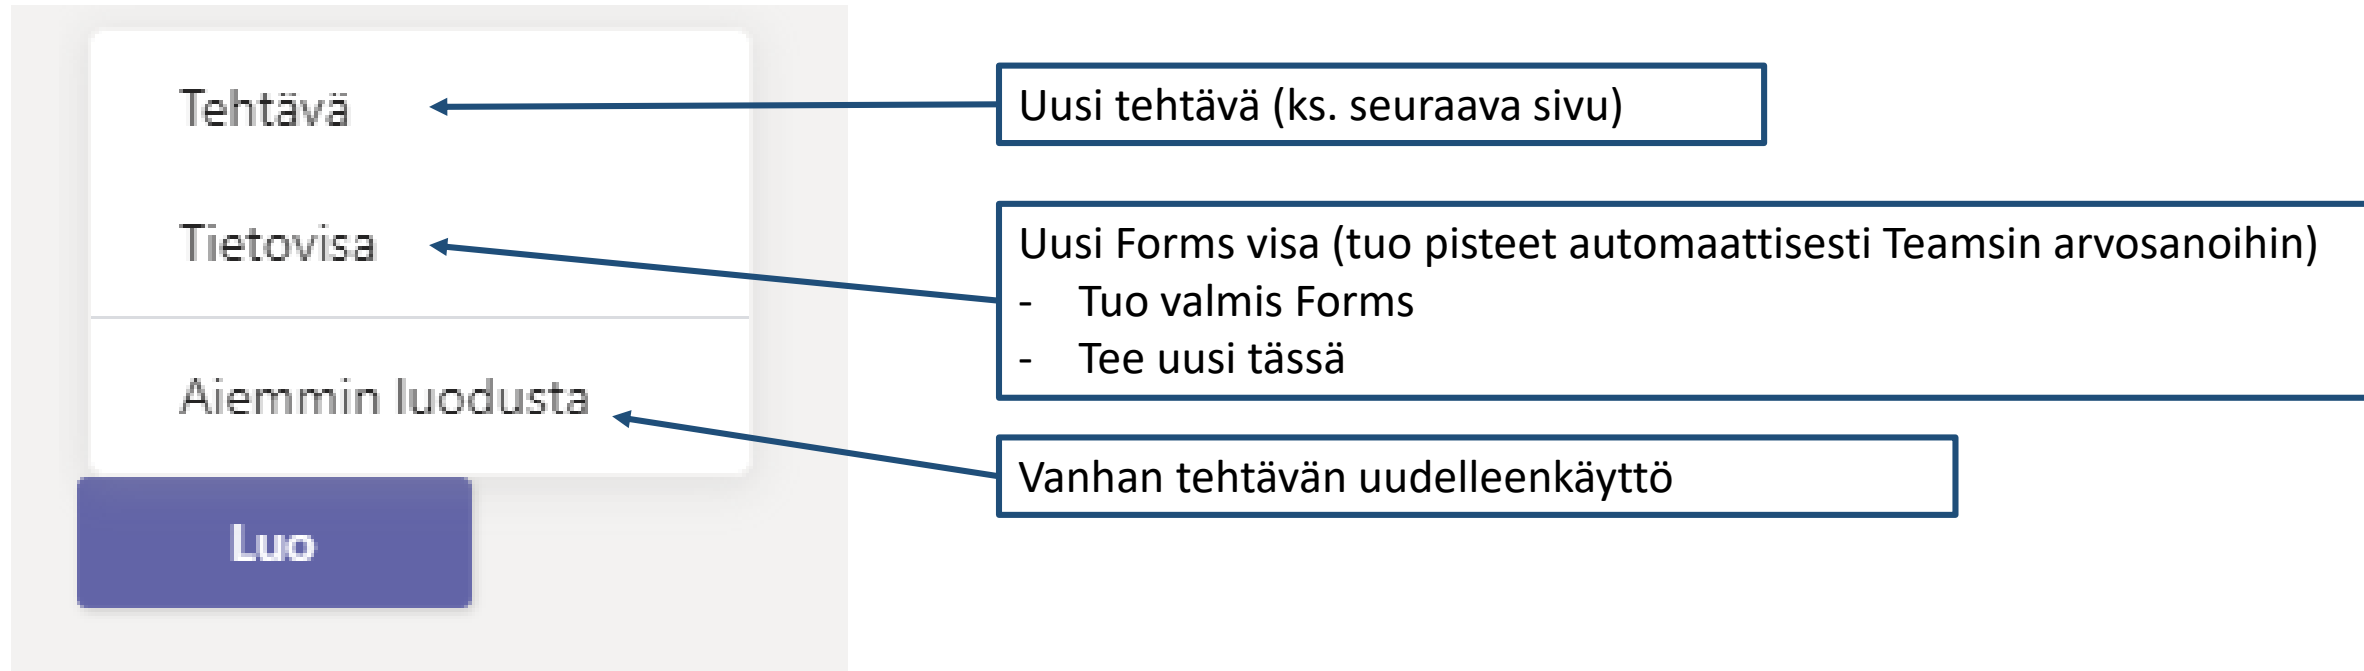 Tehtävä
Tietovisa
Aiemmin luodusta
Luo
Uusi tehtävä (ks. seuraava sivu)
Uusi Forms visa (tuo pisteet automaattisesti Teamsin arvosanoihin)
- Tuo valmis Forms
- Tee uusi tässä
Vanhan tehtävän uudelleenkäyttö